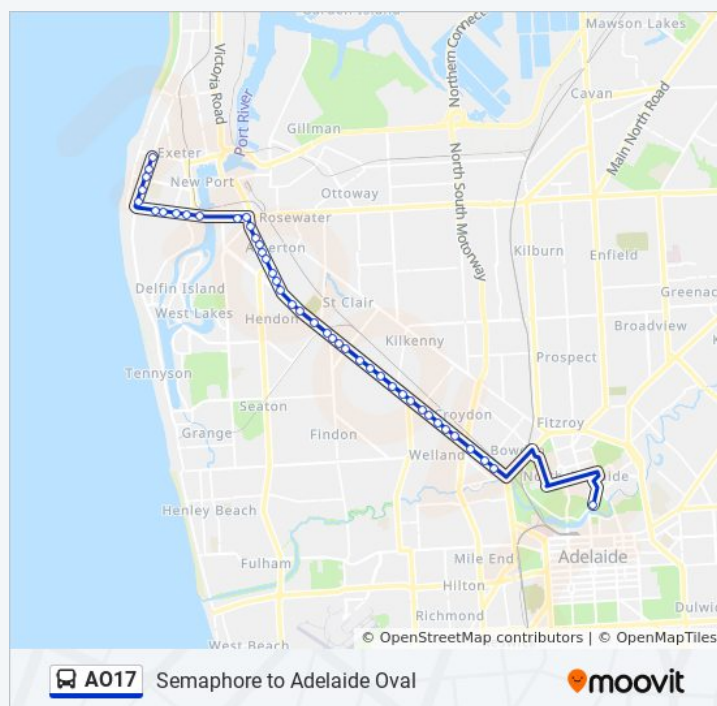 Mawson Lakes
Victoria Road
Port River
Northern Connect
Cavan
Gillman
Main North Road
Exeter
New Port
Ottoway
North South Motorway
Rosewater
Kilburn
Enfield
Delfin Island
St Clair
Greenac
West Lakes
Hendon
Broadview
Kilkenny
Prospect
Tennyson
Seaton
Croydon
Fitzroy
Grange
Findon
Welland
Henley Beach
Mile End
Adelaide
Fulham
Hilton
Richmond
Dulwi
West Beach
© OpenStreetMap contributors | © OpenMapTiles
AO17 Semaphore to Adelaide Oval
moovit